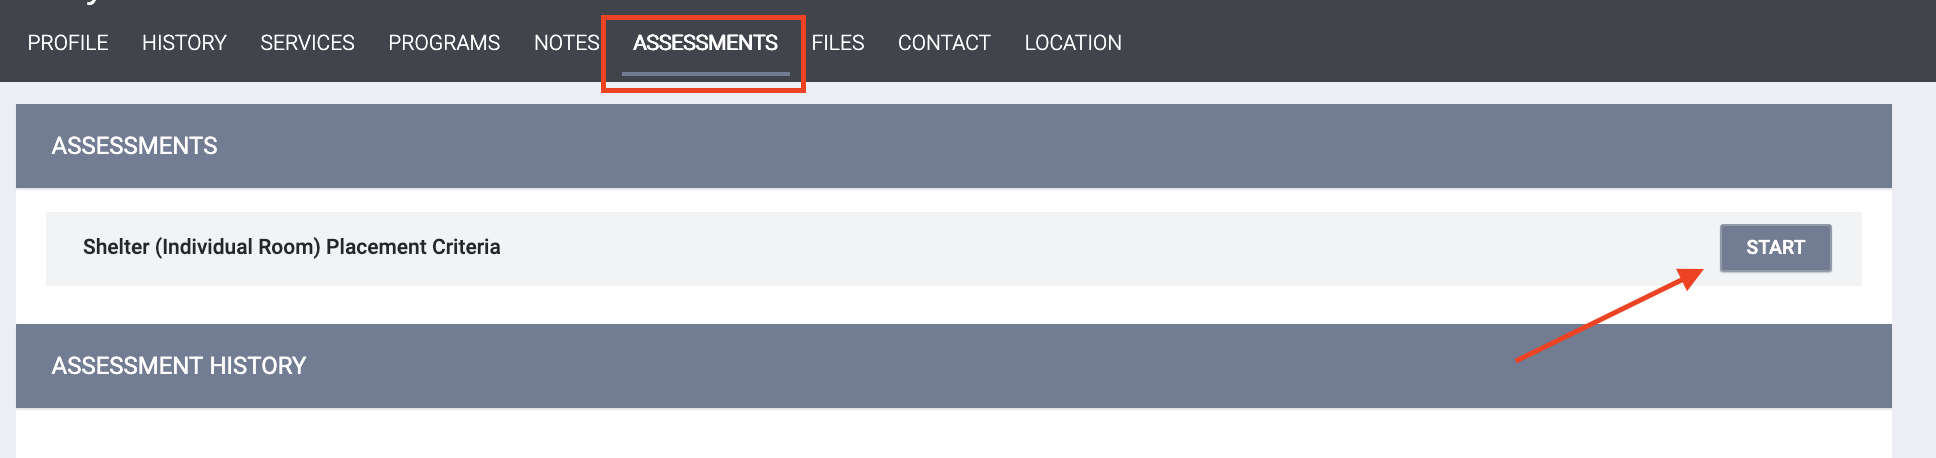 PROFILE HISTORY SERVICES PROGRAMS NOTES ASSESSMENTS FILES CONTACT LOCATION
ASSESSMENTS
Shelter (Individual Room) Placement Criteria START
ASSESSMENT HISTORY